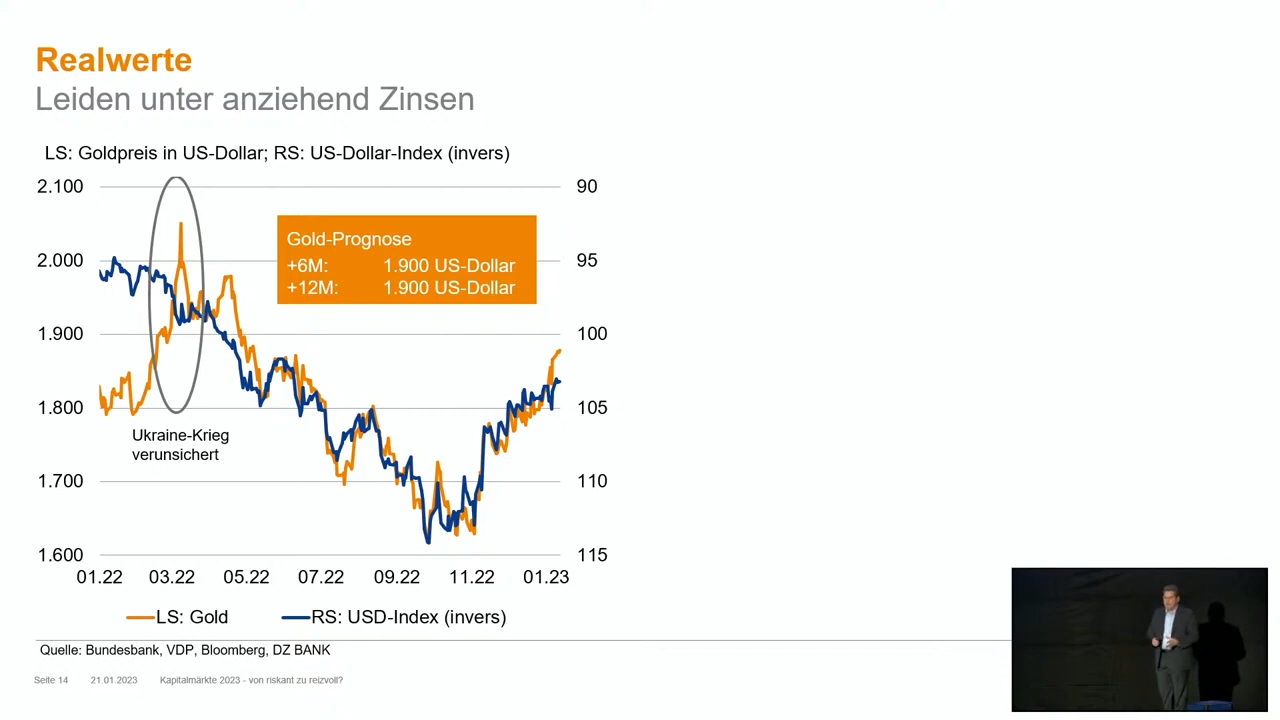 Realwerte
Leiden unter anziehend Zinsen
LS: Goldpreis in US-Dollar; RS: US-Dollar-Index (invers)
2.100
90
Gold-Prognose
+6M: 1.900 US-Dollar
+12M: 1.900 US-Dollar
2.000
95
1.900
100
1.800
105
Ukraine-Krieg
verunsichert
1.700
110
1.600
115
01.22 03.22 05.22 07.22 09.22 11.22 01.23
LS: Gold RS: USD-Index (invers)
Quelle: Bundesbank, VDP, Bloomberg, DZ BANK
Seite 14 21.01.2023 Kapitalmärkte 2023 - von riskant zu reizvoll?